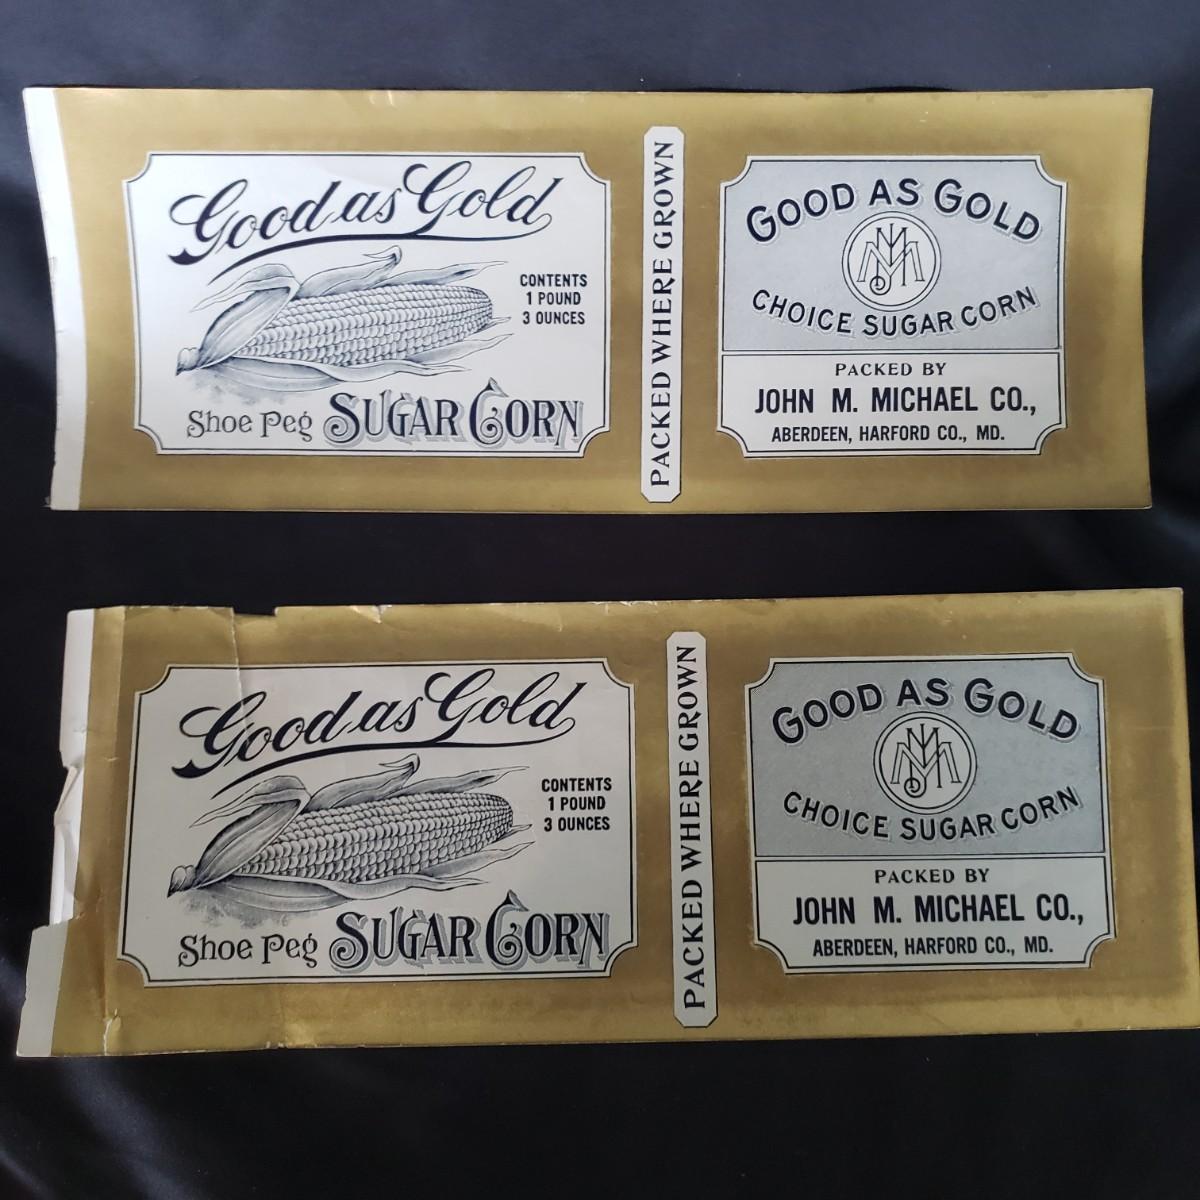 Good as Gold
CONTENTS
1 POUND
3 OUNCES
Shoe Peg SUGAR CORN
PACKED WHERE GROWN
GOOD AS GOLD
JMM
CHOICE SUGAR CORN
PACKED BY
JOHN M. MICHAEL CO.,
ABERDEEN, HARFORD CO., MD.
Good as Gold
CONTENTS
1 POUND
3 OUNCES
Shoe Peg SUGAR CORN
PACKED WHERE GROWN
GOOD AS GOLD
JMM
CHOICE SUGAR CORN
PACKED BY
JOHN M. MICHAEL CO.,
ABERDEEN, HARFORD CO., MD.